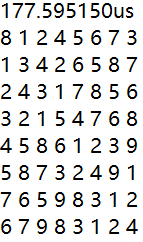 177.595150us
8 1 2 4 5 6 7 3
1 3 4 2 6 5 8 7
2 4 3 1 7 8 5 6
3 2 1 5 4 7 6 8
4 5 8 6 1 2 3 9
5 8 7 3 2 4 9 1
7 6 5 9 8 3 1 2
6 7 9 8 3 1 2 4